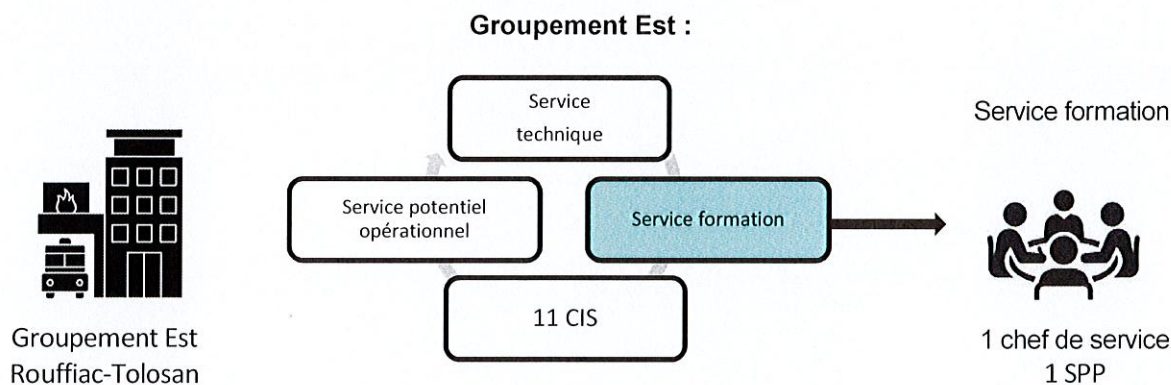 Groupement Est :
Service
technique
Service formation
Service potentiel
opérationnel
Service formation
11 CIS
Groupement Est
Rouffiac-Tolosan
1 chef de service
1 SPP